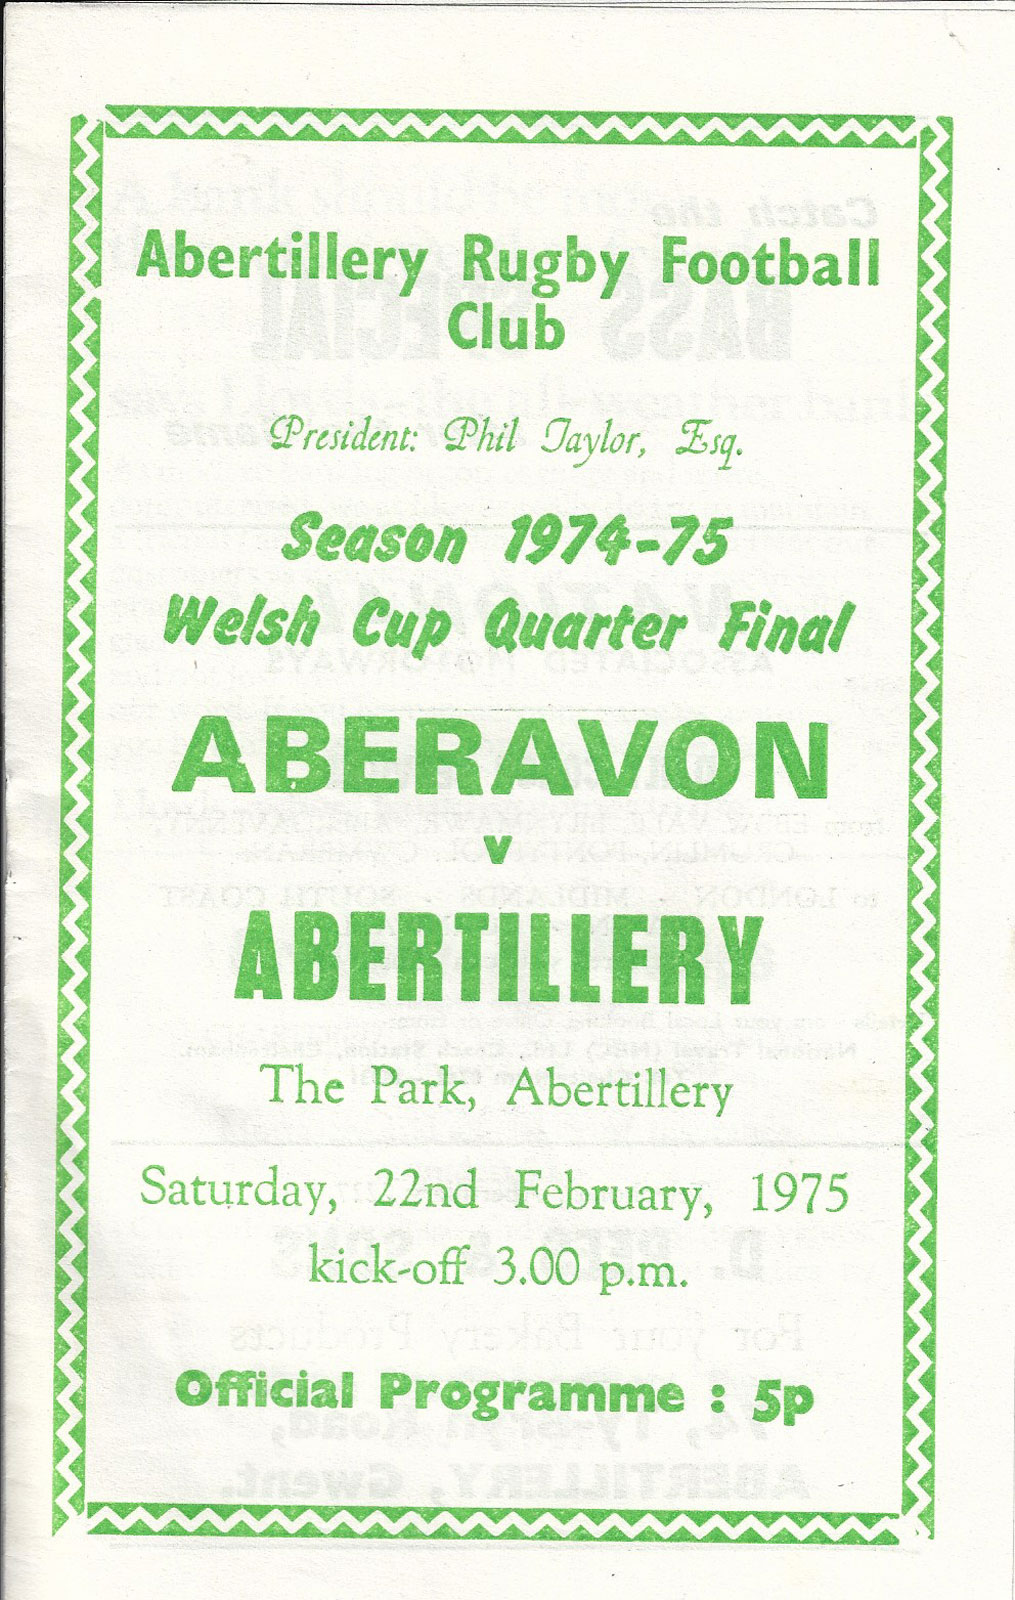 Abertillery Rugby Football
Club
President: Phil Taylor, Esq.
Season 1974-75
Welsh Cup Quarter Final
ABERAVON
v
ABERTILLERY
The Park, Abertillery
Saturday, 22nd February, 1975
kick-off 3.00 p.m.
Official Programme : 5p